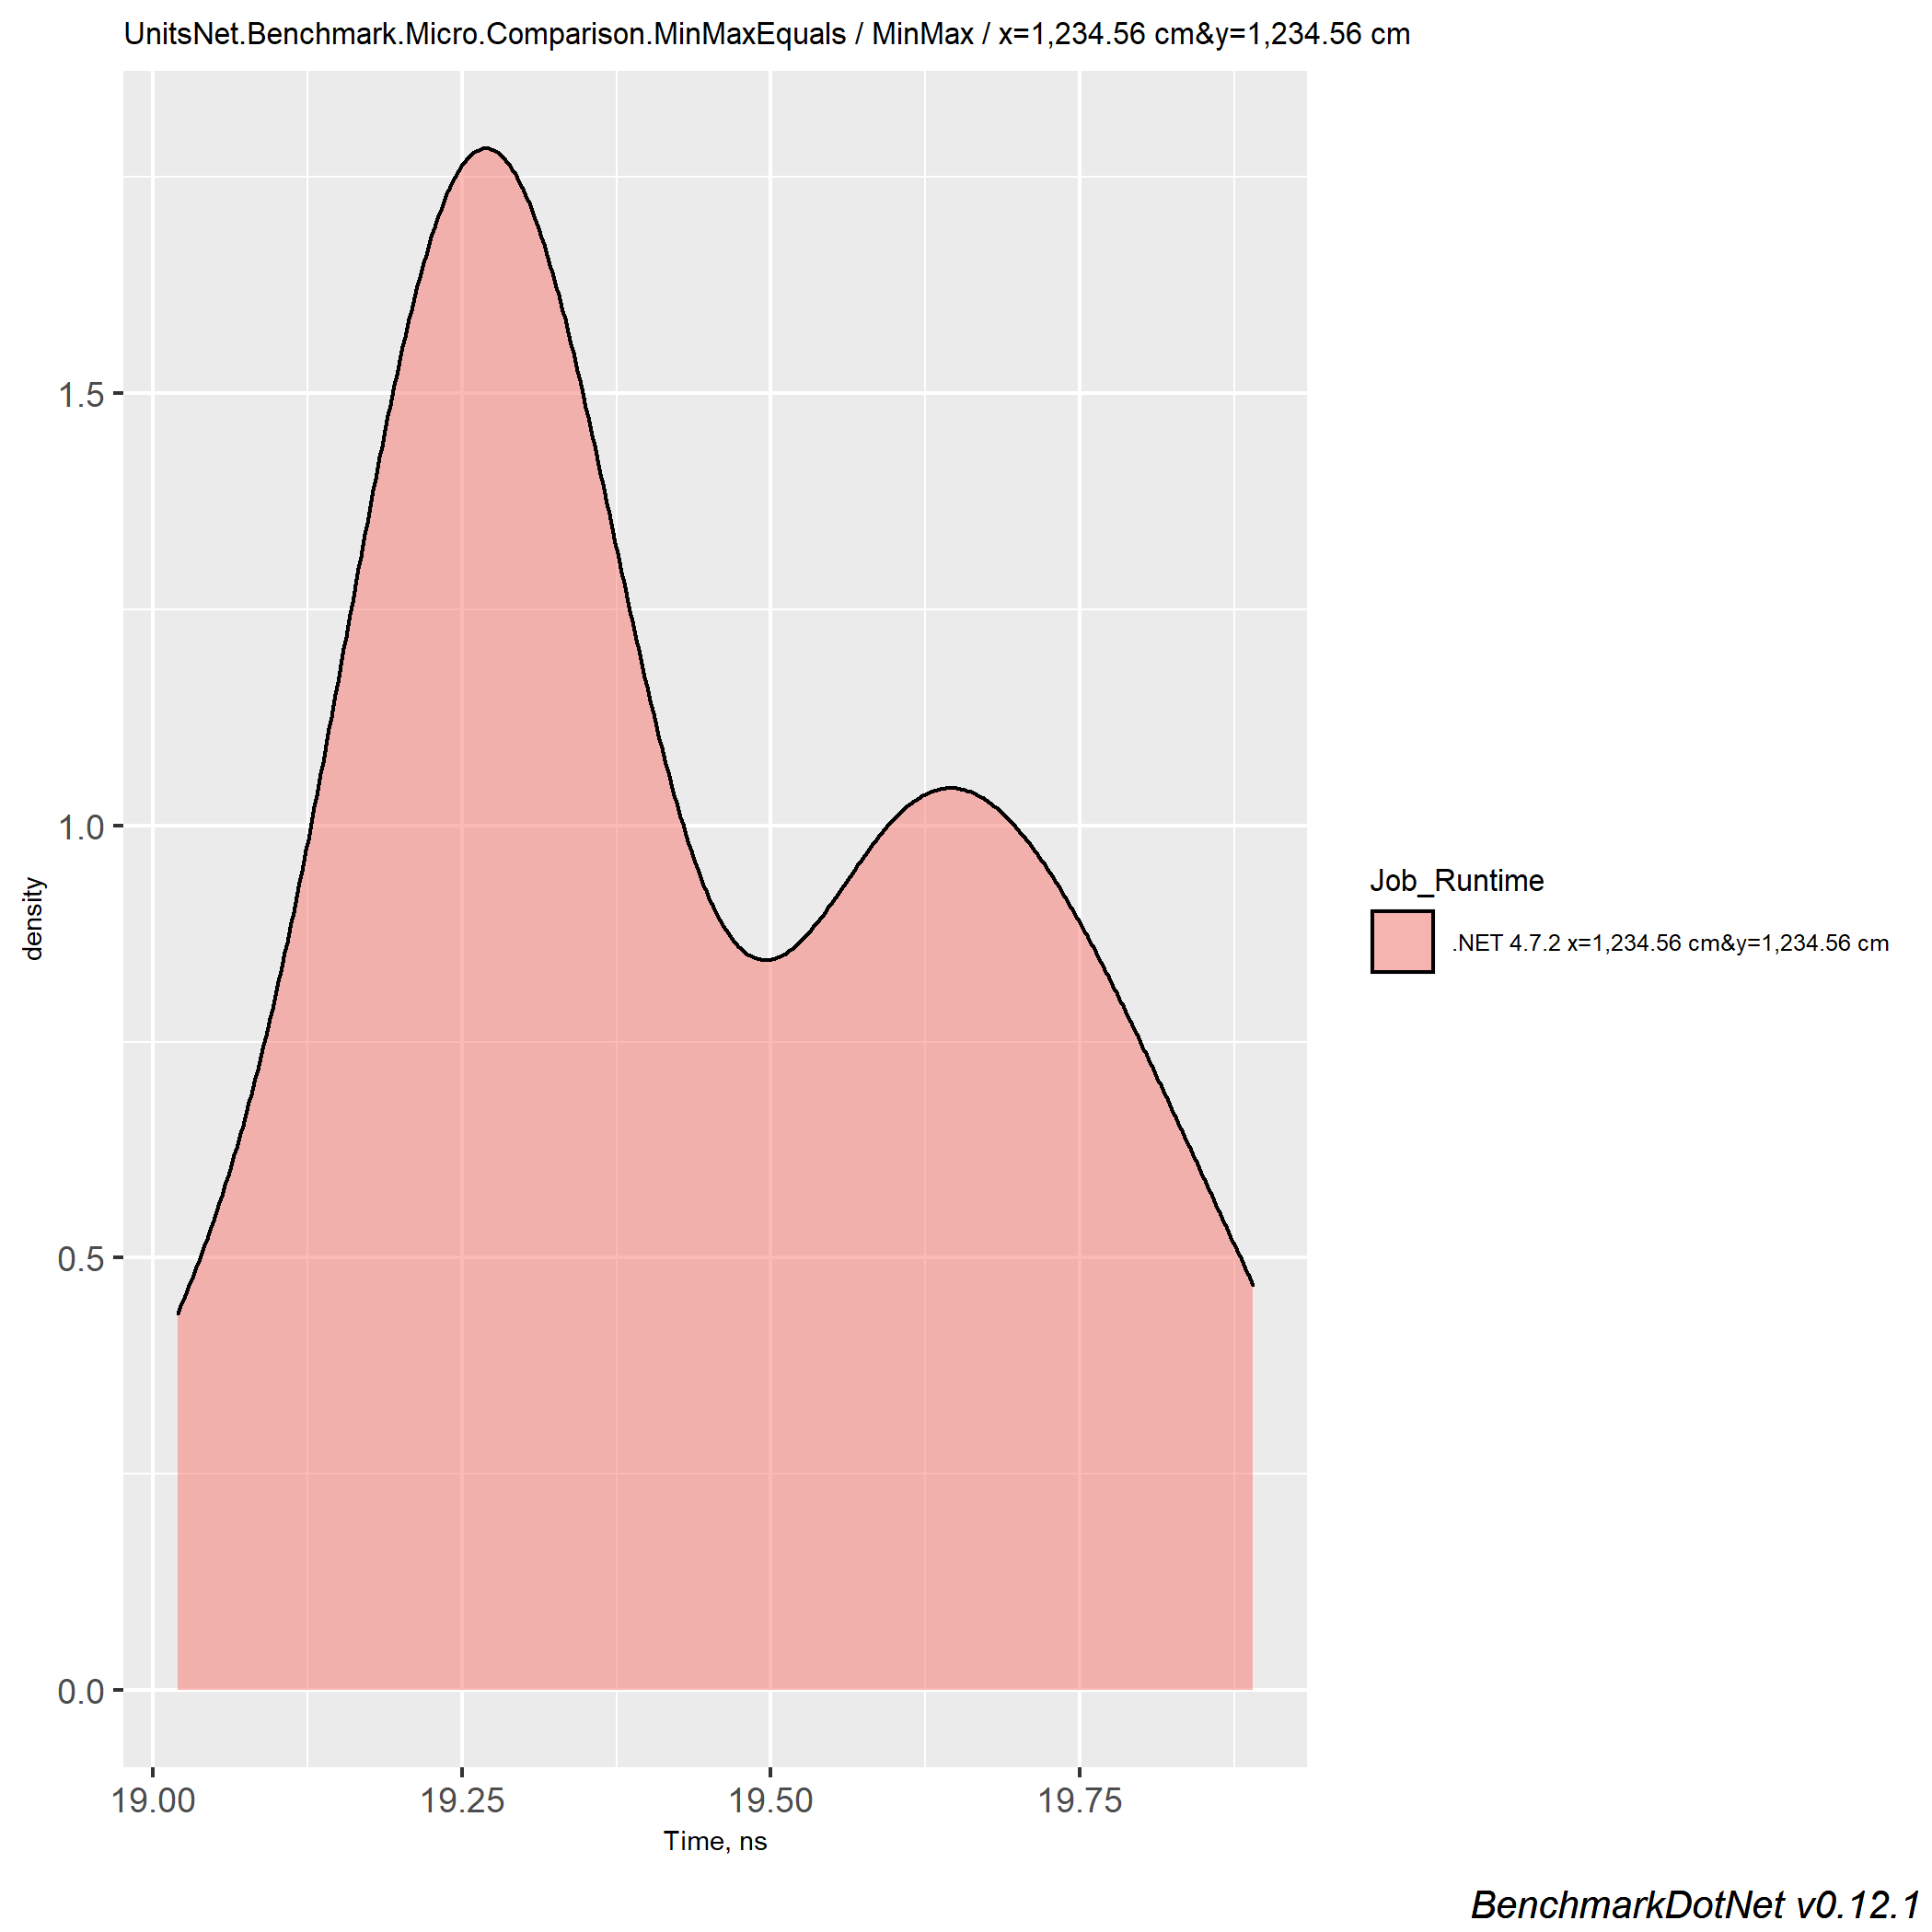 UnitsNet.Benchmark.Micro.Comparison.MinMaxEquals / MinMax / x=1,234.56 cm&y=1,234.56 cm
1.5
1.0
0.5
0.0
density
19.00 19.25 19.50 19.75
Time, ns
Job_Runtime
.NET 4.7.2 x=1,234.56 cm&y=1,234.56 cm
BenchmarkDotNet v0.12.1